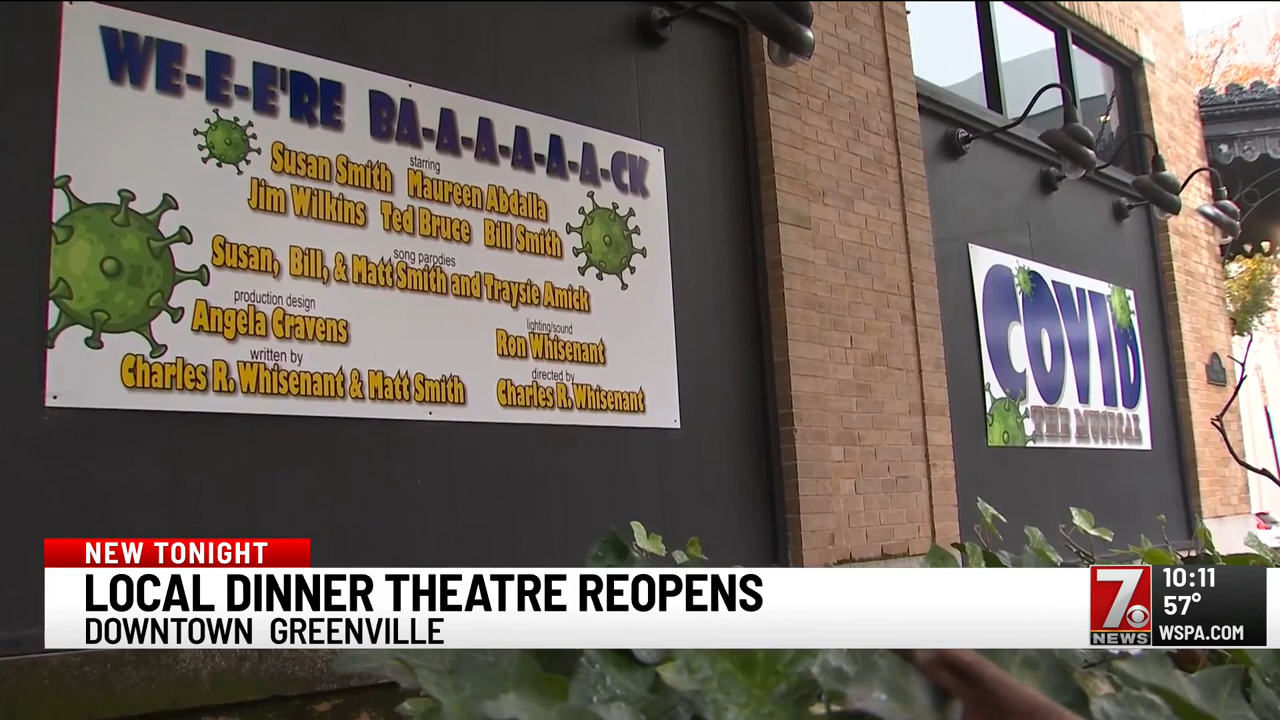 WE-E-E'RE BA-A-A-A-A-A-CK
starring
Susan Smith Maureen Abdalla
Jim Wilkins Ted Bruce Bill Smith
song parodies
Susan, Bill, & Matt Smith and Traysie Amick
production design
Angela Cravens
lighting/sound
Ron Whisenant
written by
Charles R. Whisenant & Matt Smith
directed by
Charles R. Whisenant
COVID
THE MUSICAL
NEW TONIGHT
LOCAL DINNER THEATRE REOPENS
DOWNTOWN GREENVILLE
7
NEWS
10:11
57°
WSPA.COM